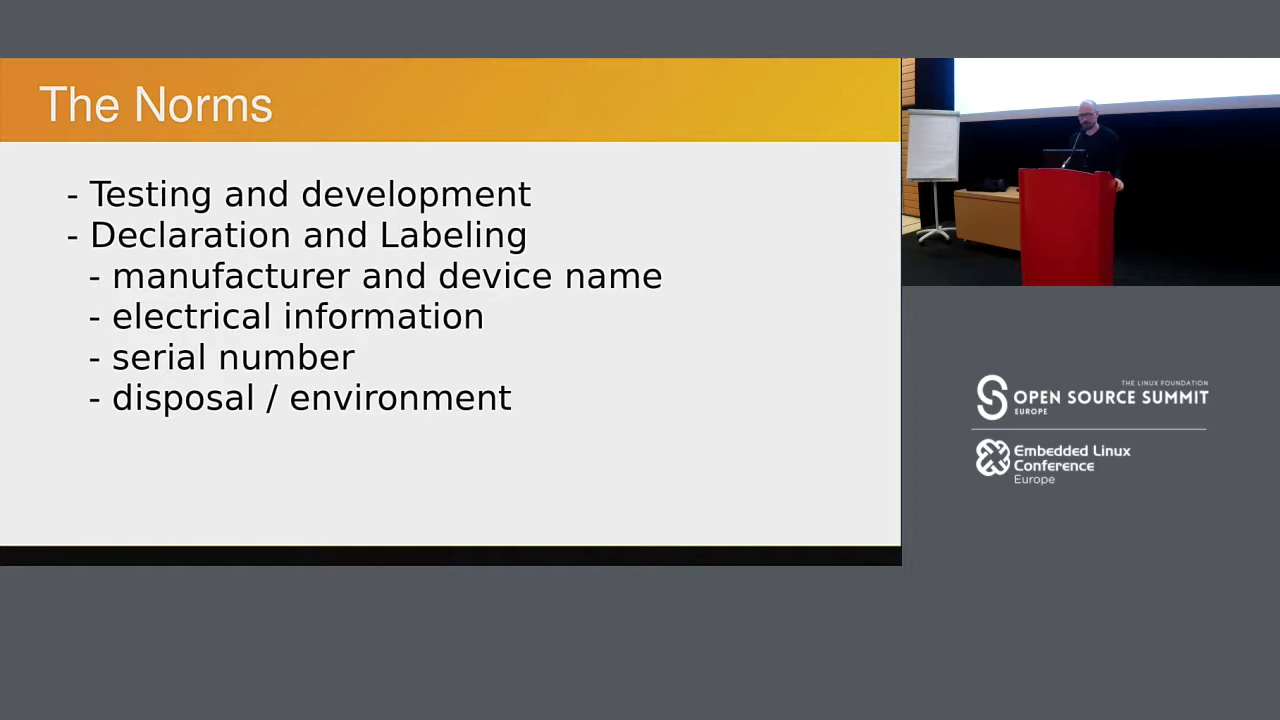 The Norms
- Testing and development
- Declaration and Labeling
- manufacturer and device name
- electrical information
- serial number
- disposal / environment
THE LINUX FOUNDATION
OPEN SOURCE SUMMIT
EUROPE
Embedded Linux
Conference
Europe